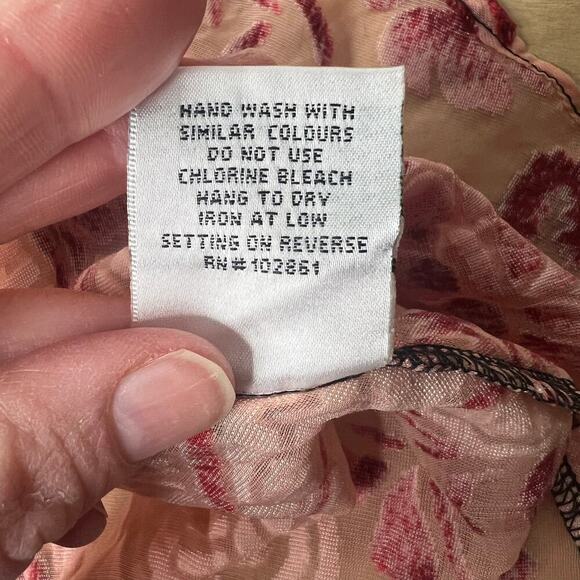 HAND WASH WITH
SIMILAR COLOURS
DO NOT USE
CHLORINE BLEACH
HANG TO DRY
IRON AT LOW
SETTING ON REVERSE
RN#102861